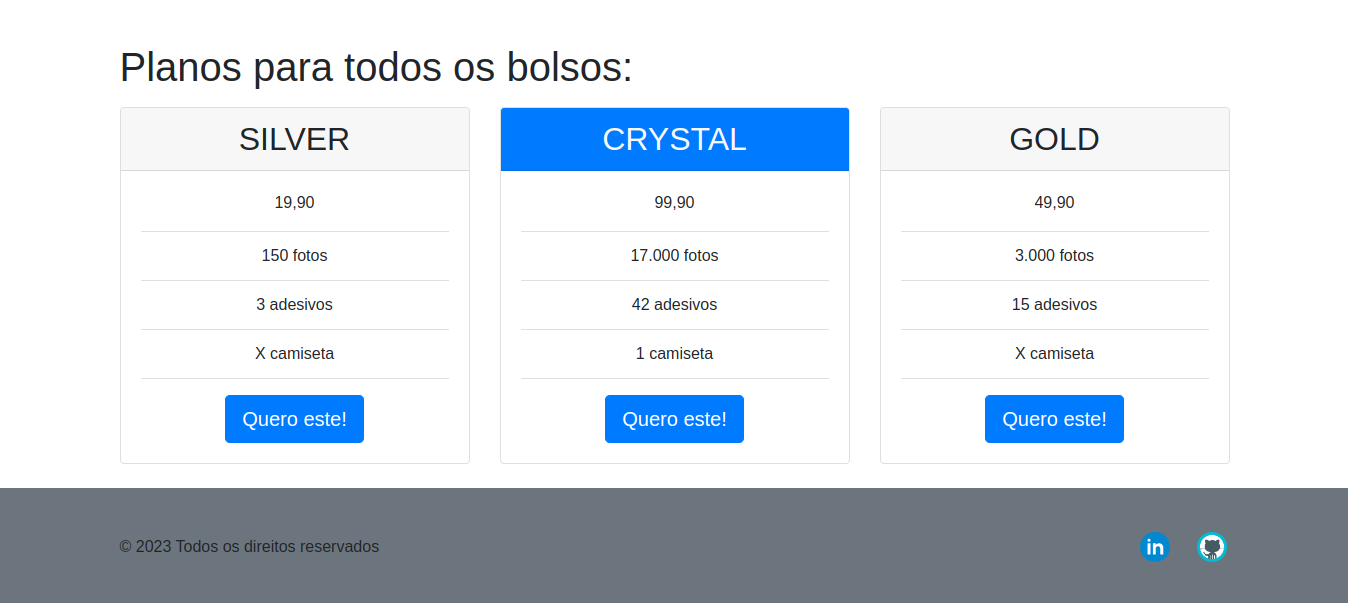 Planos para todos os bolsos:
SILVER
19,90
150 fotos
3 adesivos
X camiseta
Quero este!
CRYSTAL
99,90
17.000 fotos
42 adesivos
1 camiseta
Quero este!
GOLD
49,90
3.000 fotos
15 adesivos
X camiseta
Quero este!
© 2023 Todos os direitos reservados
in